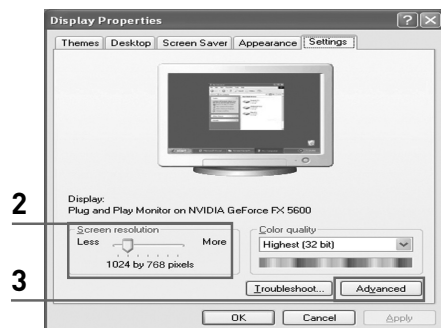 Display Properties
Themes Desktop Screen Saver Appearance Settings
Display:
Plug and Play Monitor on NVIDIA GeForce FX 5600
2
Screen resolution
Less More
1024 by 768 pixels
Color quality
Highest (32 bit)
3
Troubleshoot... Advanced
OK Cancel Apply